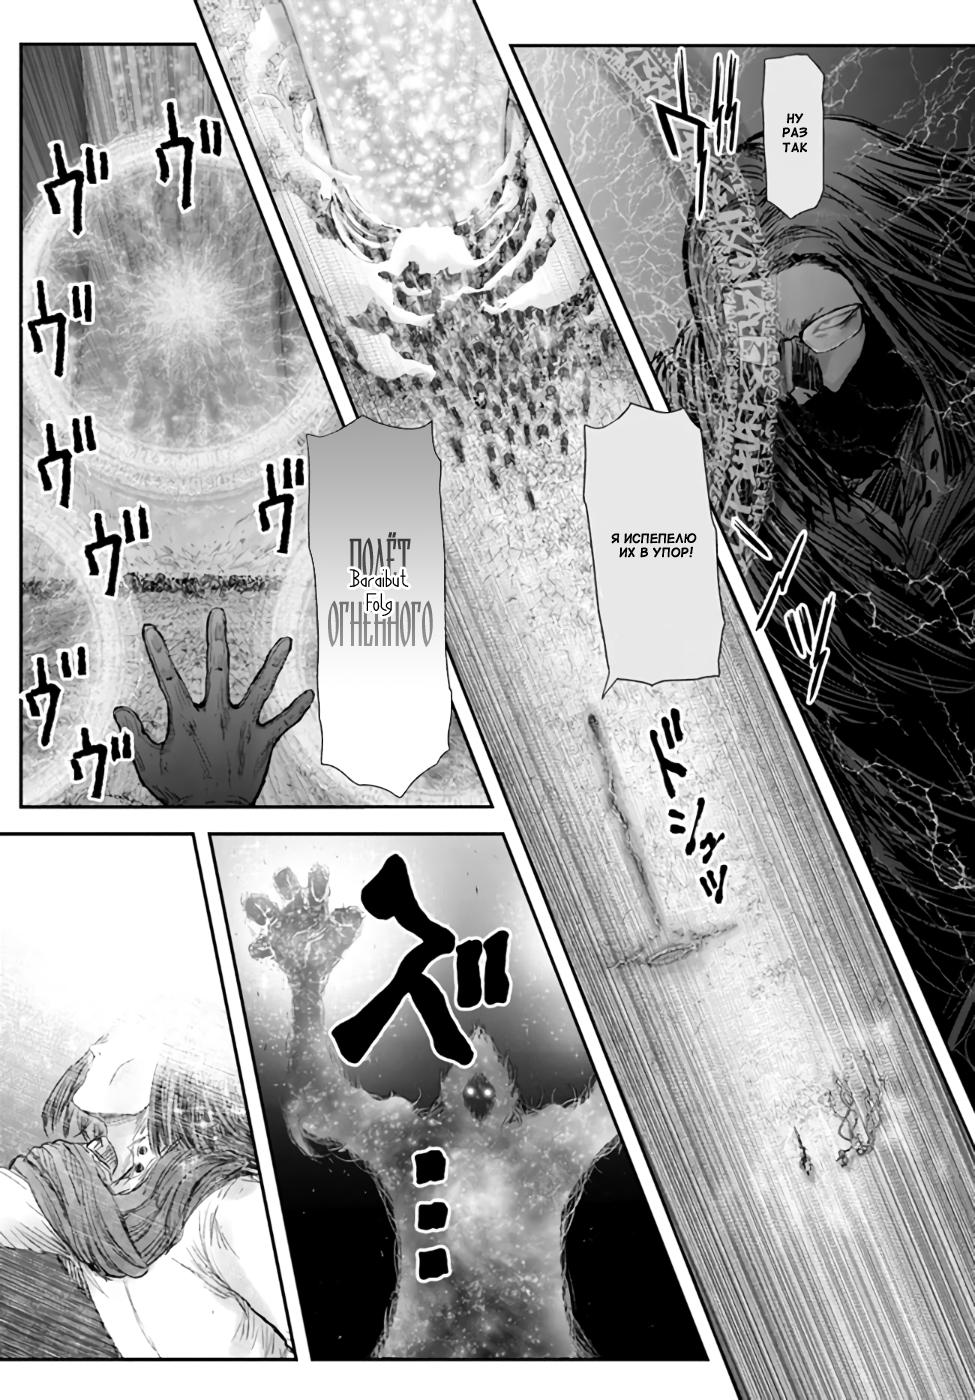 НУ
РАЗ
ТАК
Я ИСПЕПЕЛЮ
ИХ В УПОР!
ドシュッ
ПОЛЁТ
Baraibut
Folg
ОГНЕННОГО
ヴ
ヴ
ヴ
ヴ
ヴ
ヴ
ヴ
ヴ
ズ…